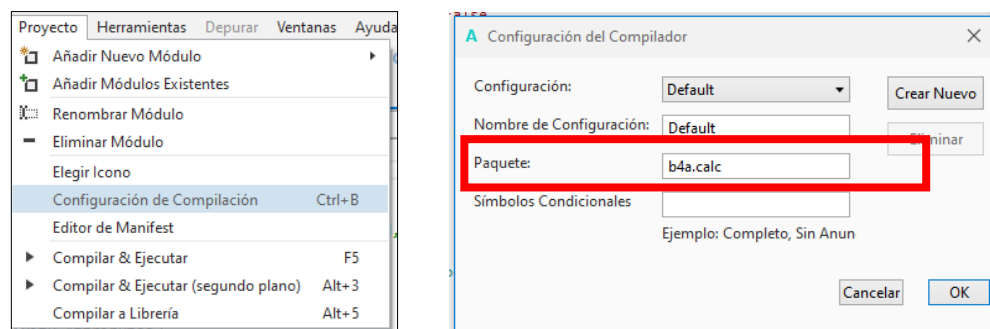 Proyecto Herramientas Depurar Ventanas Ayuda
Añadir Nuevo Módulo
Añadir Módulos Existentes
Renombrar Módulo
Eliminar Módulo
Elegir Icono
Configuración de Compilación Ctrl+B
Editor de Manifest
Compilar & Ejecutar F5
Compilar & Ejecutar (segundo plano) Alt+3
Compilar a Librería Alt+5
Configuración del Compilador
Configuración: Default Crear Nuevo
Nombre de Configuración: Default
Paquete: b4a.calc
Símbolos Condicionales
Ejemplo: Completo, Sin Anun
Cancelar OK